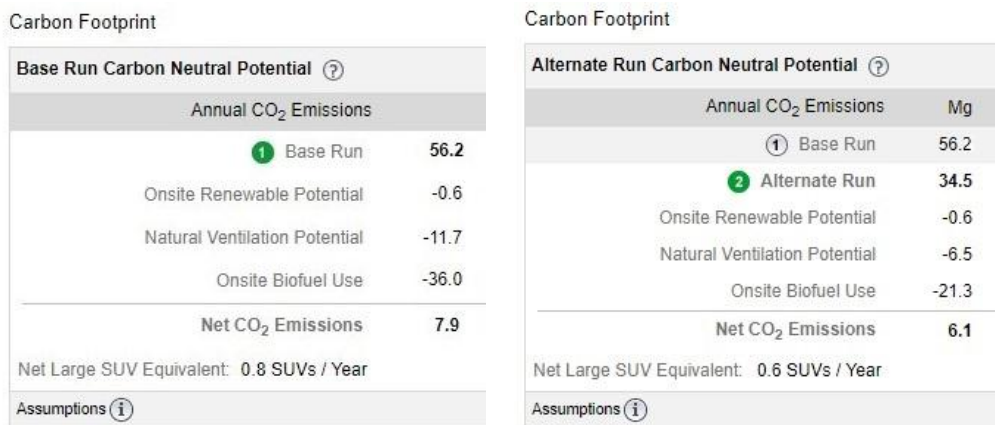 Carbon Footprint
Base Run Carbon Neutral Potential ?
Annual CO₂ Emissions
1 Base Run 56.2
Onsite Renewable Potential -0.6
Natural Ventilation Potential -11.7
Onsite Biofuel Use -36.0
Net CO₂ Emissions 7.9
Net Large SUV Equivalent: 0.8 SUVs / Year
Assumptions i
Carbon Footprint
Alternate Run Carbon Neutral Potential ?
Annual CO₂ Emissions Mg
1 Base Run 56.2
2 Alternate Run 34.5
Onsite Renewable Potential -0.6
Natural Ventilation Potential -6.5
Onsite Biofuel Use -21.3
Net CO₂ Emissions 6.1
Net Large SUV Equivalent: 0.6 SUVs / Year
Assumptions i